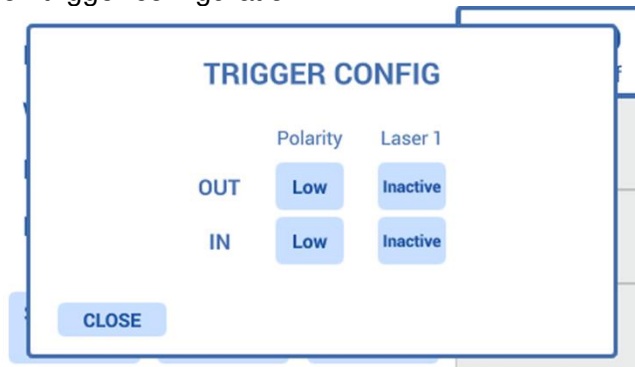 TRIGGER CONFIG
Polarity Laser 1
OUT Low Inactive
IN Low Inactive
CLOSE